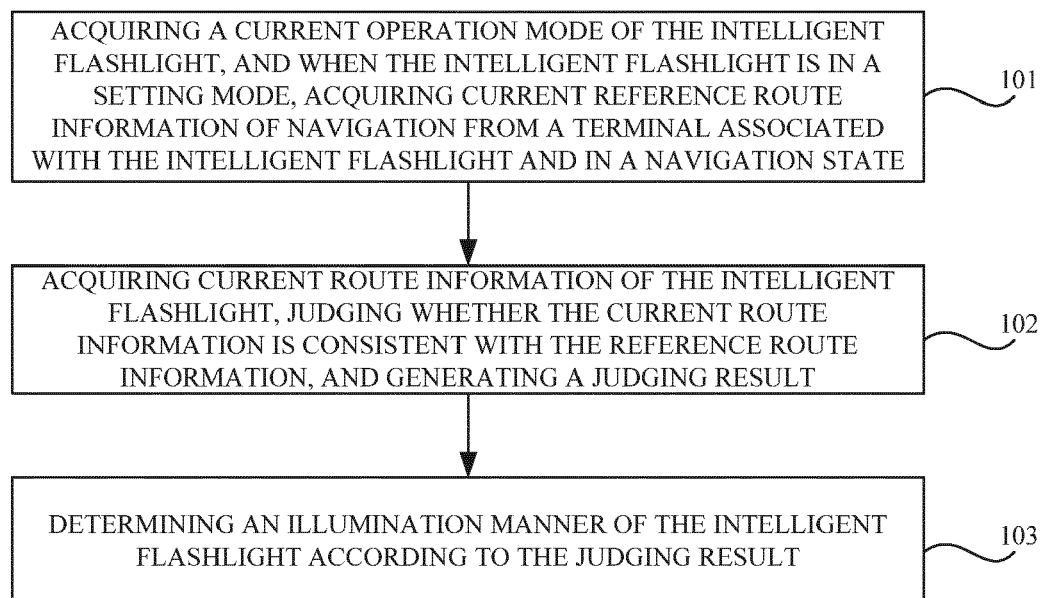 ACQUIRING A CURRENT OPERATION MODE OF THE INTELLIGENT
FLASHLIGHT, AND WHEN THE INTELLIGENT FLASHLIGHT IS IN A
SETTING MODE, ACQUIRING CURRENT REFERENCE ROUTE
INFORMATION OF NAVIGATION FROM A TERMINAL ASSOCIATED
WITH THE INTELLIGENT FLASHLIGHT AND IN A NAVIGATION STATE
101
ACQUIRING CURRENT ROUTE INFORMATION OF THE INTELLIGENT
FLASHLIGHT, JUDGING WHETHER THE CURRENT ROUTE
INFORMATION IS CONSISTENT WITH THE REFERENCE ROUTE
INFORMATION, AND GENERATING A JUDGING RESULT
102
DETERMINING AN ILLUMINATION MANNER OF THE INTELLIGENT
FLASHLIGHT ACCORDING TO THE JUDGING RESULT
103